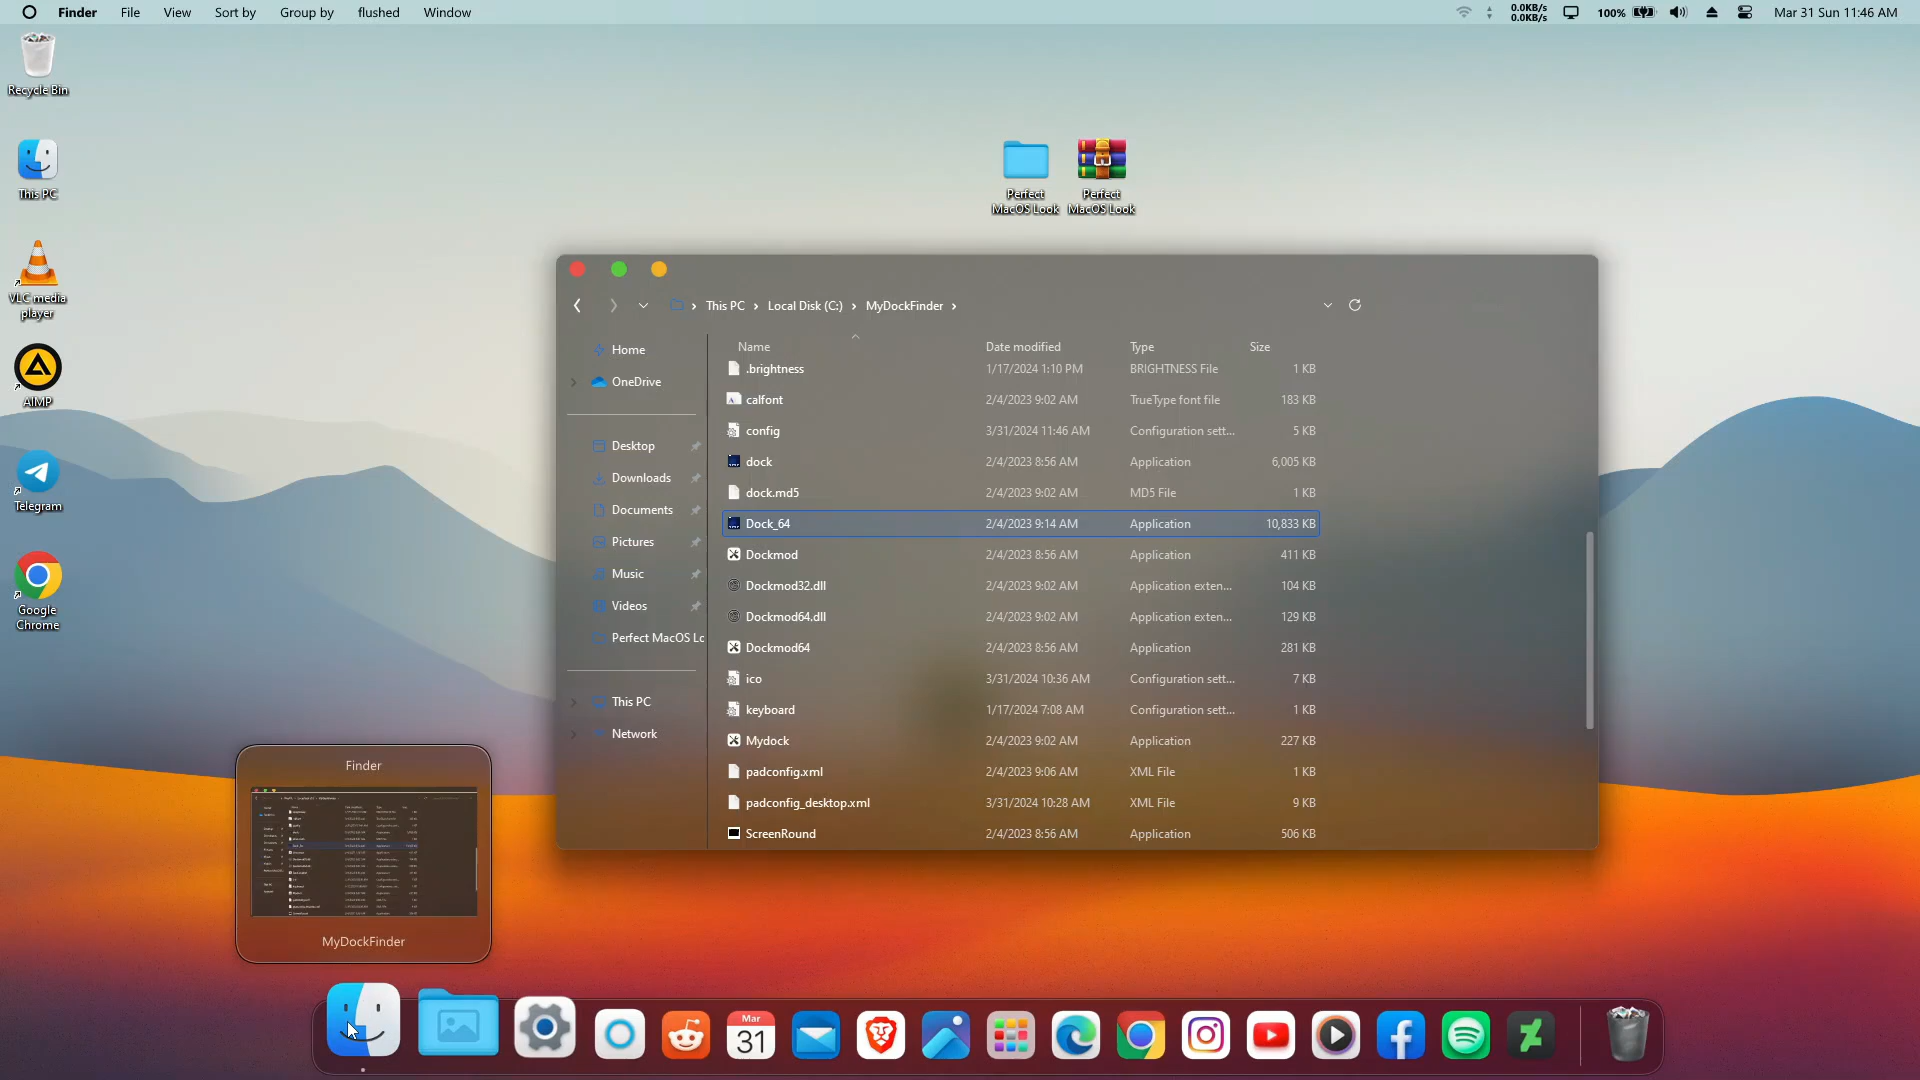 Finder File View Sort by Group by flushed Window
0.0KB/s
0.0KB/s
100%
Mar 31 Sun 11:46 AM
Recycle Bin
This PC
VLC media
player
AIMP
Telegram
Google
Chrome
Perfect
MacOS Look
Perfect
MacOS Look
This PC Local Disk (C:) MyDockFinder
Home
OneDrive
Desktop
Downloads
Documents
Pictures
Music
Videos
Perfect MacOS Lo
This PC
Network
Name Date modified Type Size
.brightness 1/17/2024 1:10 PM BRIGHTNESS File 1 KB
calfont 2/4/2023 9:02 AM TrueType font file 183 KB
config 3/31/2024 11:46 AM Configuration sett... 5 KB
dock 2/4/2023 8:56 AM Application 6,005 KB
dock.md5 2/4/2023 9:02 AM MD5 File 1 KB
Dock_64 2/4/2023 9:14 AM Application 10,833 KB
Dockmod 2/4/2023 8:56 AM Application 411 KB
Dockmod32.dll 2/4/2023 9:02 AM Application exten... 104 KB
Dockmod64.dll 2/4/2023 9:02 AM Application exten... 129 KB
Dockmod64 2/4/2023 8:56 AM Application 281 KB
ico 3/31/2024 10:36 AM Configuration sett... 7 KB
keyboard 1/17/2024 7:08 AM Configuration sett... 1 KB
Mydock 2/4/2023 9:02 AM Application 227 KB
padconfig.xml 2/4/2023 9:06 AM XML File 1 KB
padconfig_desktop.xml 3/31/2024 10:28 AM XML File 9 KB
ScreenRound 2/4/2023 8:56 AM Application 506 KB
Finder
MyDockFinder
Mar
31